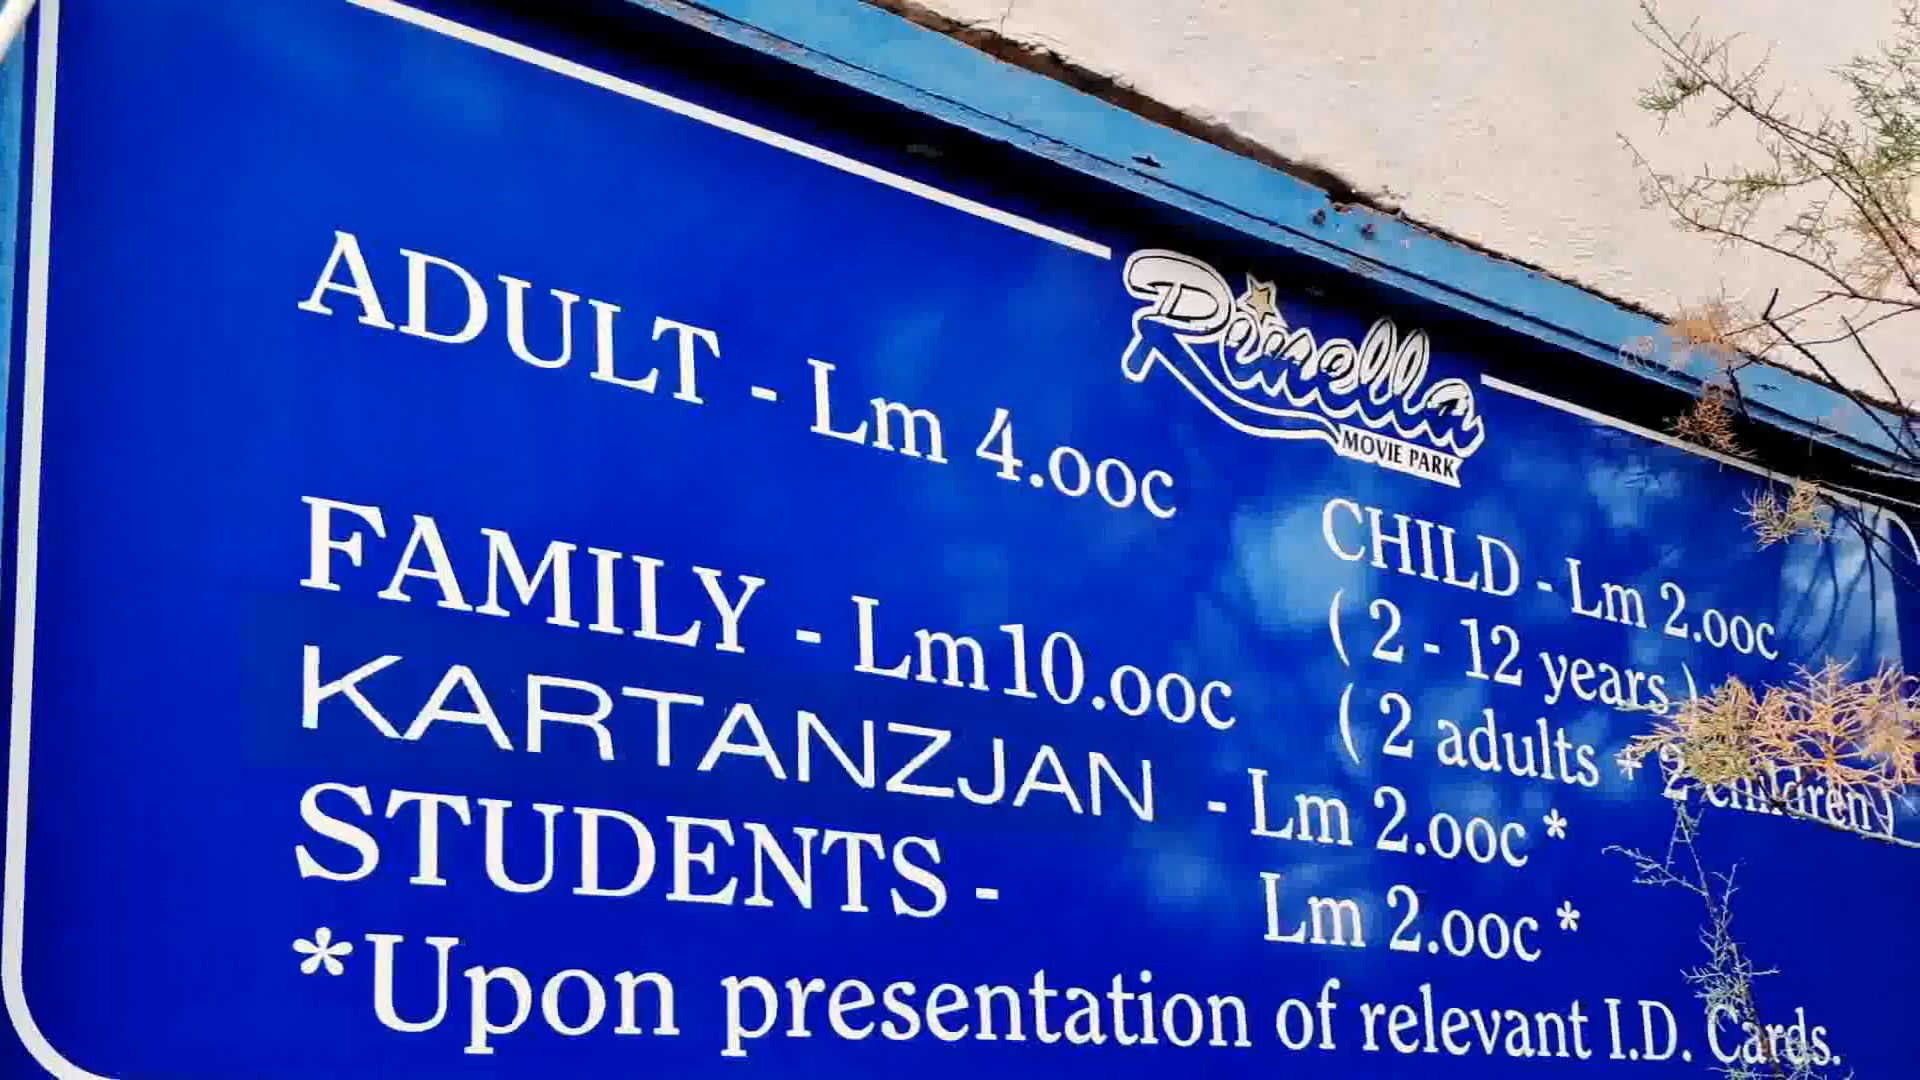 Rinella
MOVIE PARK
ADULT - Lm 4.ooc
CHILD - Lm 2.ooc
( 2 - 12 years )
FAMILY - Lm10.ooc
( 2 adults + 2 children )
KARTANZJAN - Lm 2.ooc *
STUDENTS - Lm 2.ooc *
*Upon presentation of relevant I.D. Cards.